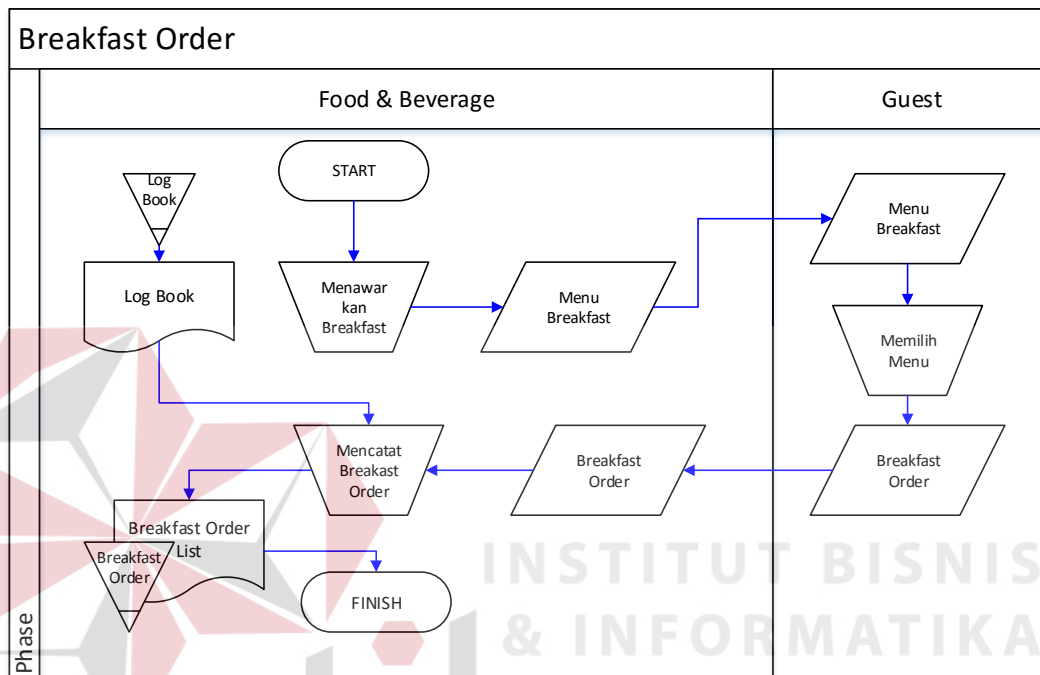 Breakfast Order
Food & Beverage
Guest
Log
Book
START
Menu
Breakfast
Log Book
Menawar
kan
Breakfast
Menu
Breakfast
Memilih
Menu
Mencatat
Breakast
Order
Breakfast
Order
Breakfast
Order
Breakfast Order
List
Breakfast
Order
FINISH
Phase
INSTITUT BISNIS
& INFORMATIKA